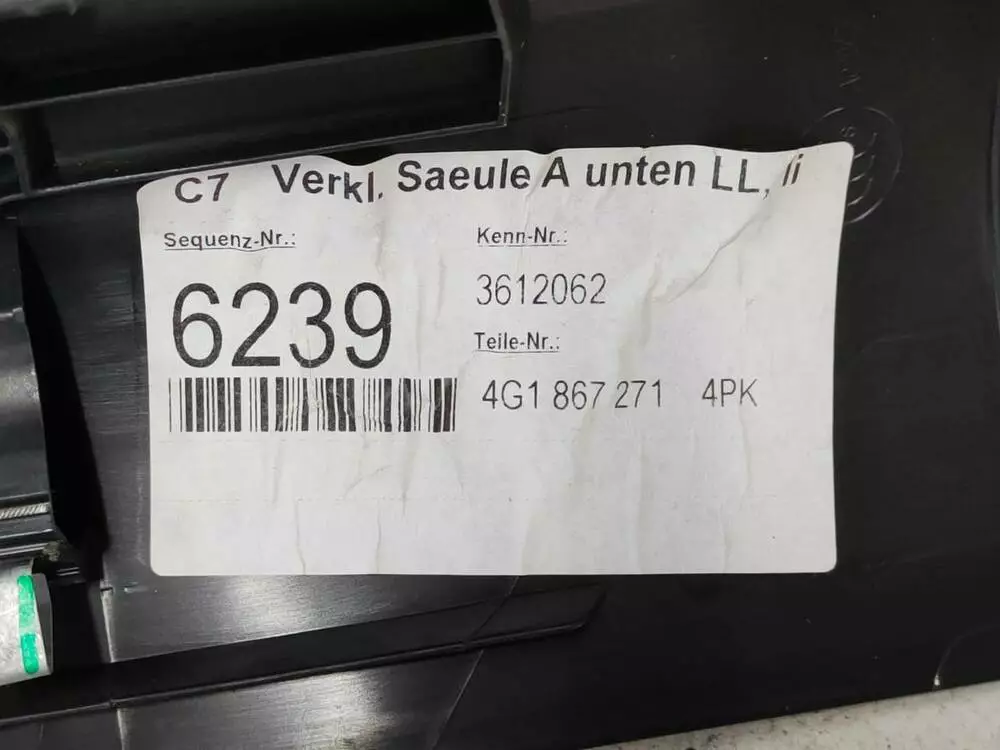 C7 Verkl. Saeule A unten LL, li
Sequenz-Nr.:
Kenn-Nr.:
6239
3612062
Teile-Nr.:
4G1 867 271 4PK